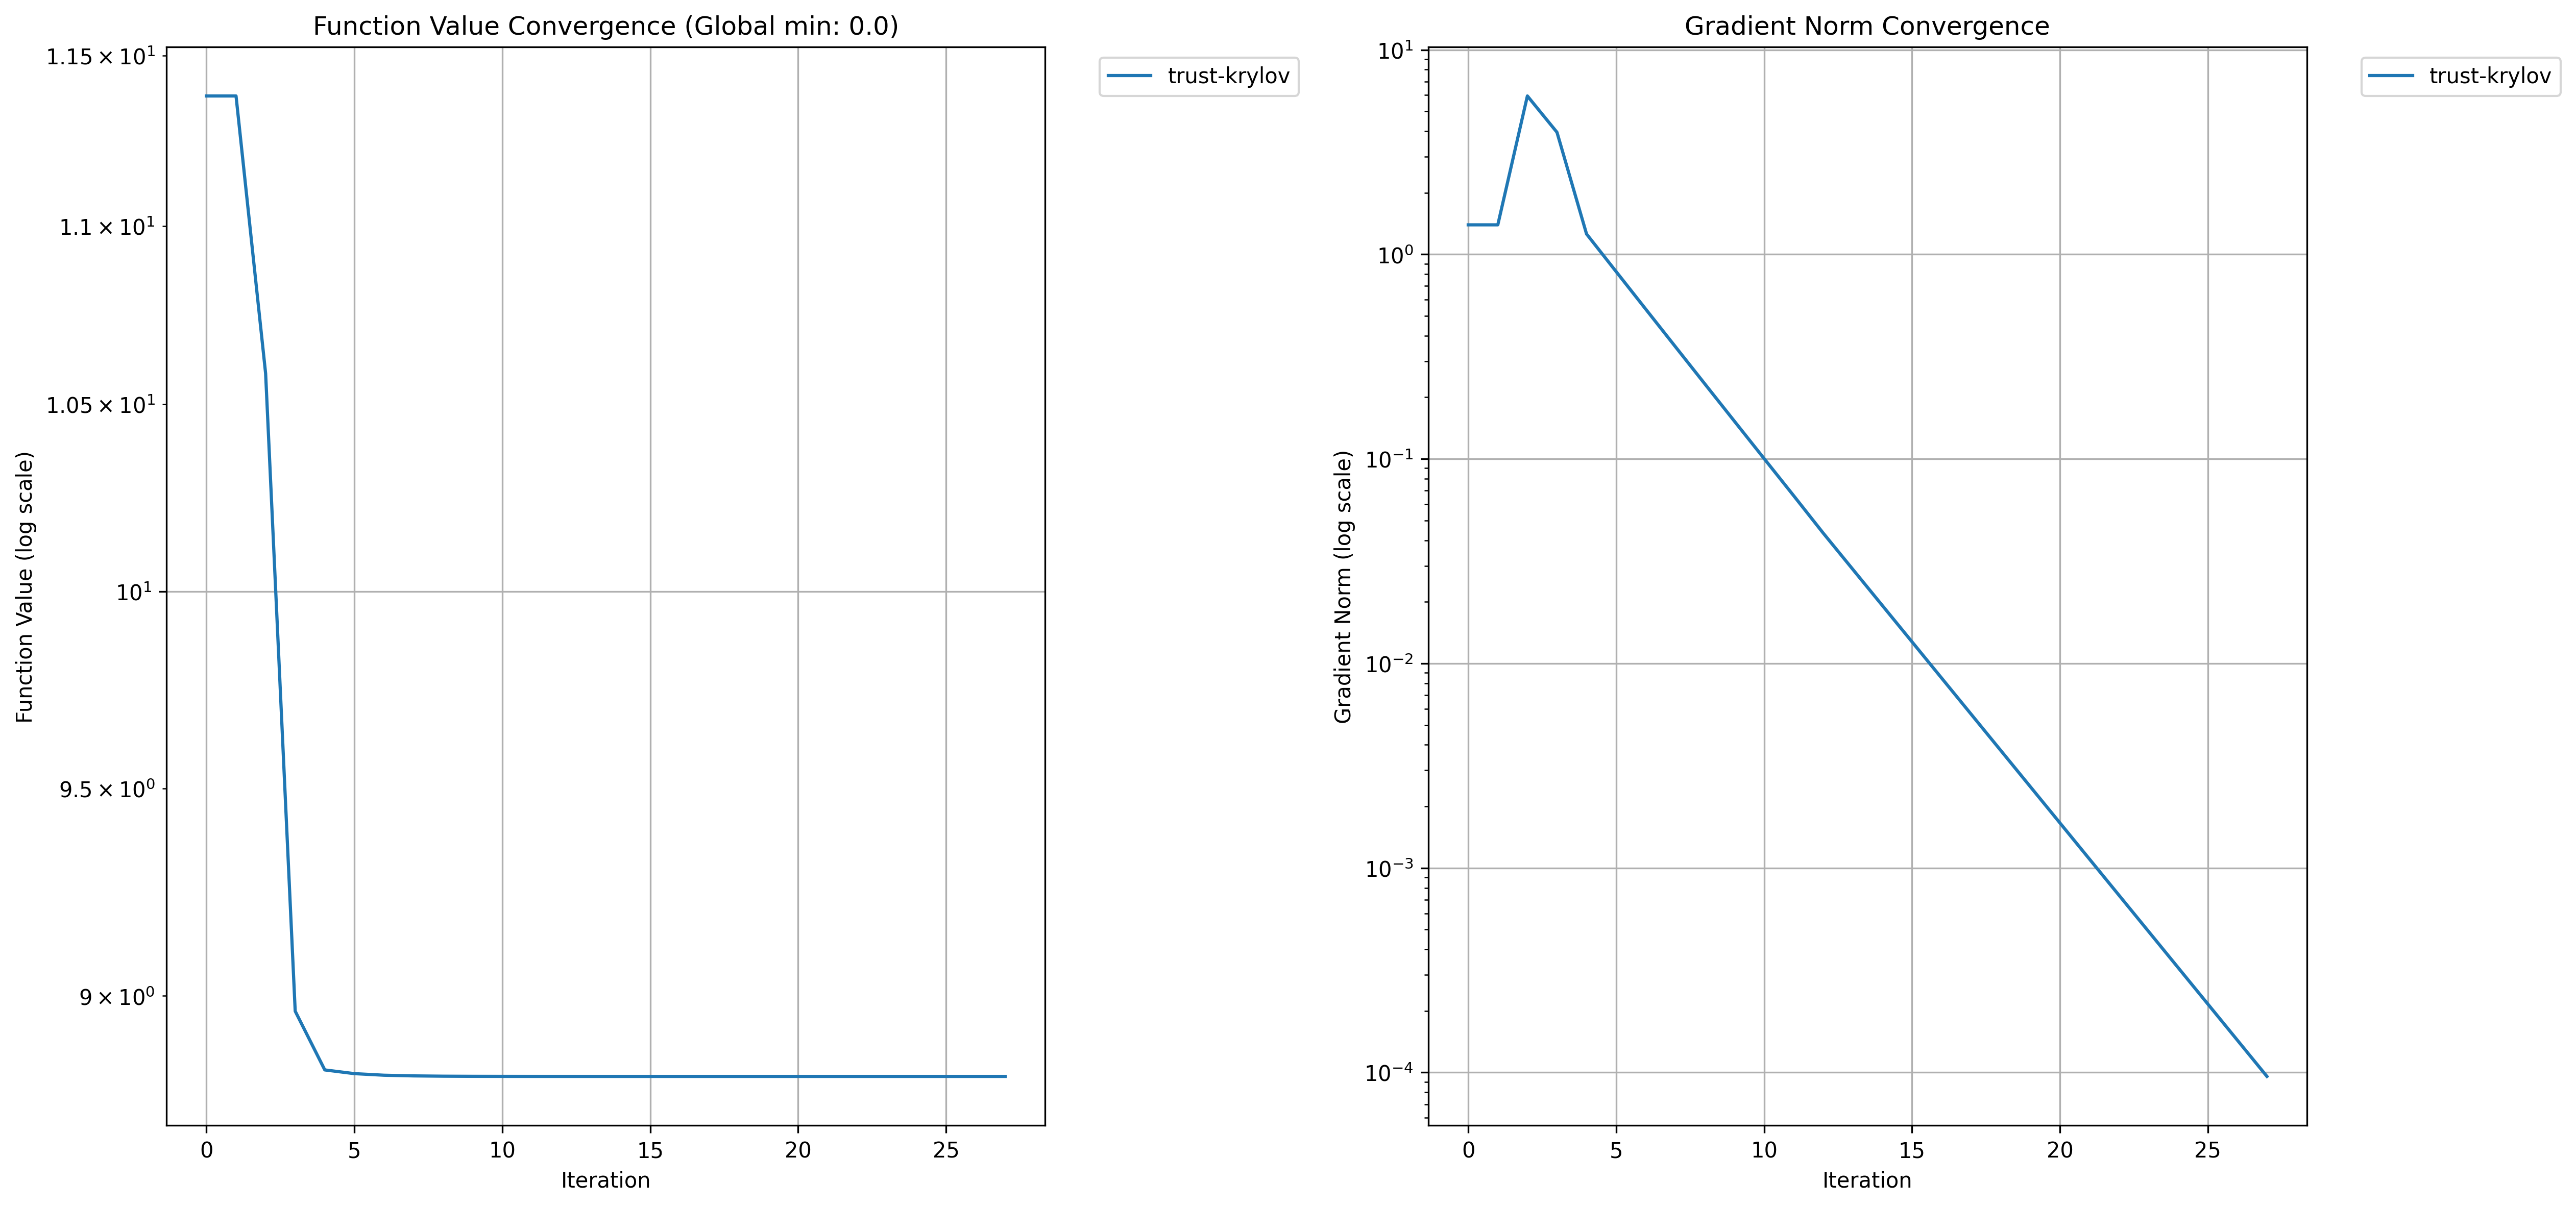 Function Value Convergence (Global min: 0.0)
1.15 × 10¹
1.1 × 10¹
1.05 × 10¹
10¹
9.5 × 10⁰
9 × 10⁰
Function Value (log scale)
0 5 10 15 20 25
Iteration
trust-krylov
Gradient Norm Convergence
10¹
10⁰
10⁻¹
10⁻²
10⁻³
10⁻⁴
Gradient Norm (log scale)
0 5 10 15 20 25
Iteration
trust-krylov